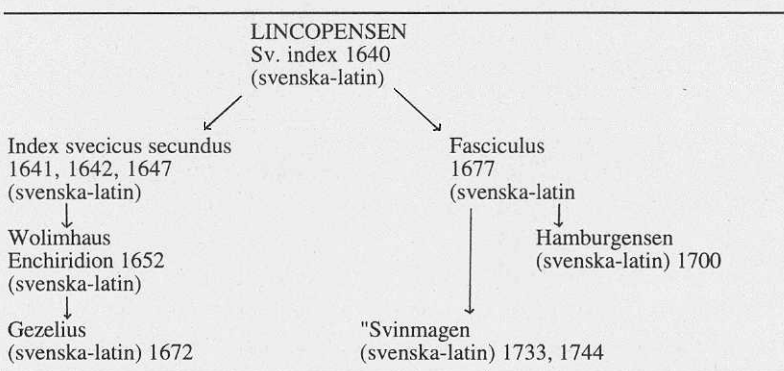 LINCOPENSEN
Sv. index 1640
(svenska-latin)
Index svecicus secundus
1641, 1642, 1647
(svenska-latin)
Fasciculus
1677
(svenska-latin
Wolimhaus
Enchiridion 1652
(svenska-latin)
Hamburgensen
(svenska-latin) 1700
Gezelius
(svenska-latin) 1672
"Svinmagen
(svenska-latin) 1733, 1744